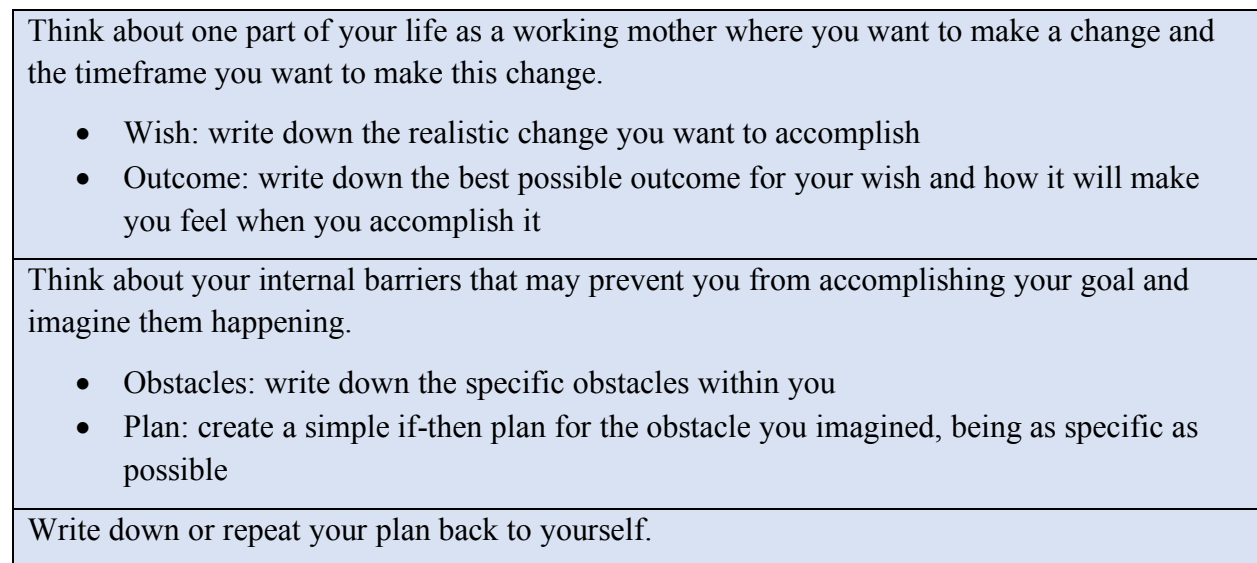 Think about one part of your life as a working mother where you want to make a change and
the timeframe you want to make this change.
• Wish: write down the realistic change you want to accomplish
• Outcome: write down the best possible outcome for your wish and how it will make
you feel when you accomplish it
Think about your internal barriers that may prevent you from accomplishing your goal and
imagine them happening.
• Obstacles: write down the specific obstacles within you
• Plan: create a simple if-then plan for the obstacle you imagined, being as specific as
possible
Write down or repeat your plan back to yourself.